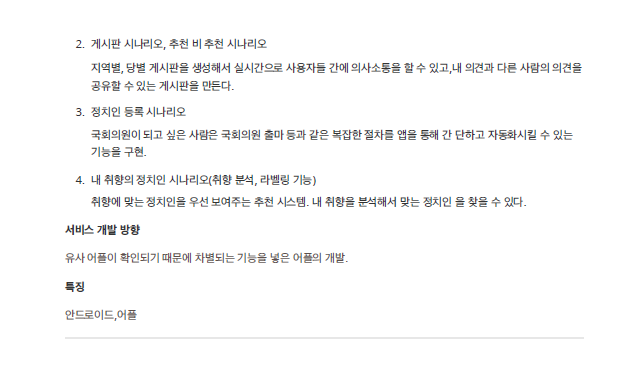 2. 게시판 시나리오, 추천 비 추천 시나리오
지역별, 당별 게시판을 생성해서 실시간으로 사용자들 간에 의사소통을 할 수 있고,내 의견과 다른 사람의 의견을
공유할 수 있는 게시판을 만든다.
3. 정치인 등록 시나리오
국회의원이 되고 싶은 사람은 국회의원 출마 등과 같은 복잡한 절차를 앱을 통해 간 단하고 자동화시킬 수 있는
기능을 구현.
4. 내 취향의 정치인 시나리오(취향 분석, 라벨링 기능)
취향에 맞는 정치인을 우선 보여주는 추천 시스템. 내 취향을 분석해서 맞는 정치인 을 찾을 수 있다.
서비스 개발 방향
유사 어플이 확인되기 때문에 차별되는 기능을 넣은 어플의 개발.
특징
안드로이드,어플